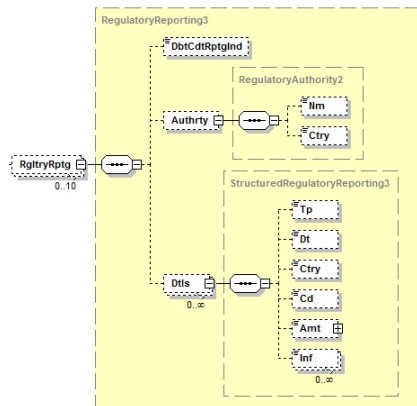 RegulatoryReporting3
DbtCdtRptgInd
RegulatoryAuthority2
Nm
Authrty
Ctry
RgltryRptg
0..10
StructuredRegulatoryReporting3
Tp
Dt
Ctry
Dtls
0..∞
Cd
Amt
Inf
0..∞